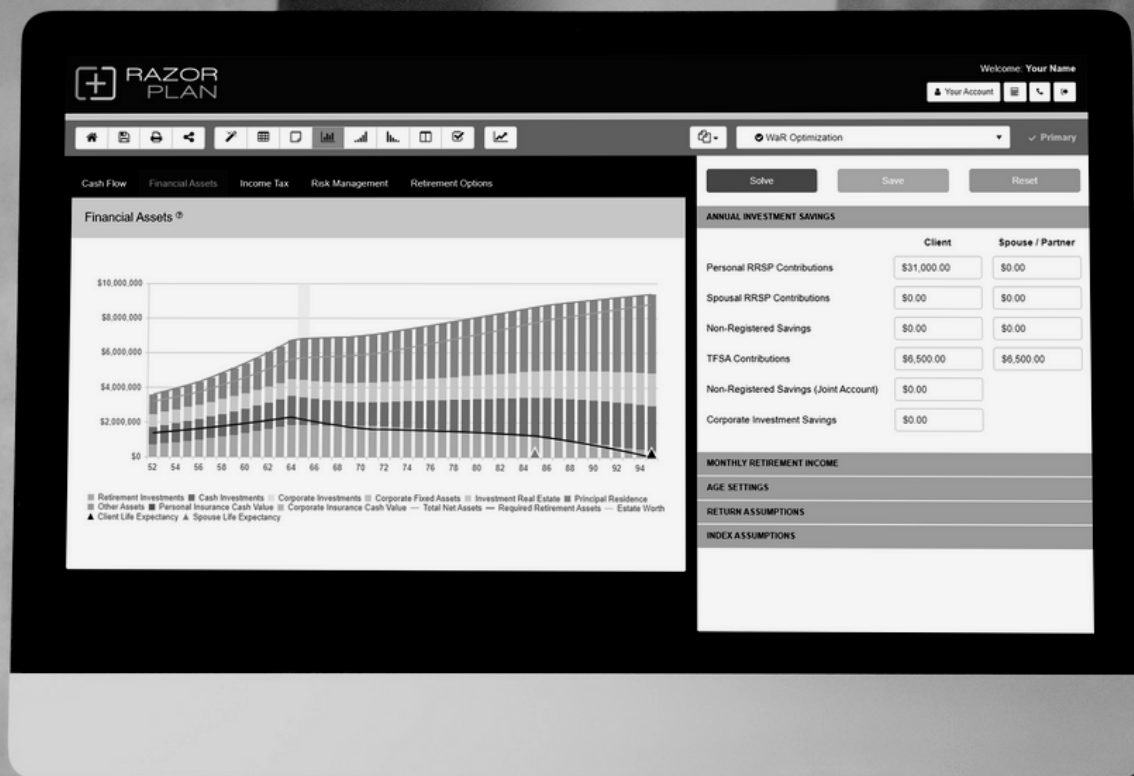 RAZOR
PLAN
Welcome: Your Name
Your Account
WaR Optimization
Primary
Cash Flow Financial Assets Income Tax Risk Management Retirement Options
Solve Save Reset
Financial Assets
ANNUAL INVESTMENT SAVINGS
Client Spouse / Partner
Personal RRSP Contributions $31,000.00 $0.00
Spousal RRSP Contributions $0.00 $0.00
Non-Registered Savings $0.00 $0.00
TFSA Contributions $6,500.00 $6,500.00
Non-Registered Savings (Joint Account) $0.00
Corporate Investment Savings $0.00
MONTHLY RETIREMENT INCOME
AGE SETTINGS
RETURN ASSUMPTIONS
INDEX ASSUMPTIONS
$10,000,000
$8,000,000
$6,000,000
$4,000,000
$2,000,000
$0
52 54 56 58 60 62 64 66 68 70 72 74 76 78 80 82 84 86 88 90 92 94
Retirement Investments Cash Investments Corporate Investments Corporate Fixed Assets Investment Real Estate Principal Residence
Other Assets Personal Insurance Cash Value Corporate Insurance Cash Value Total Net Assets Required Retirement Assets Estate Worth
Client Life Expectancy Spouse Life Expectancy